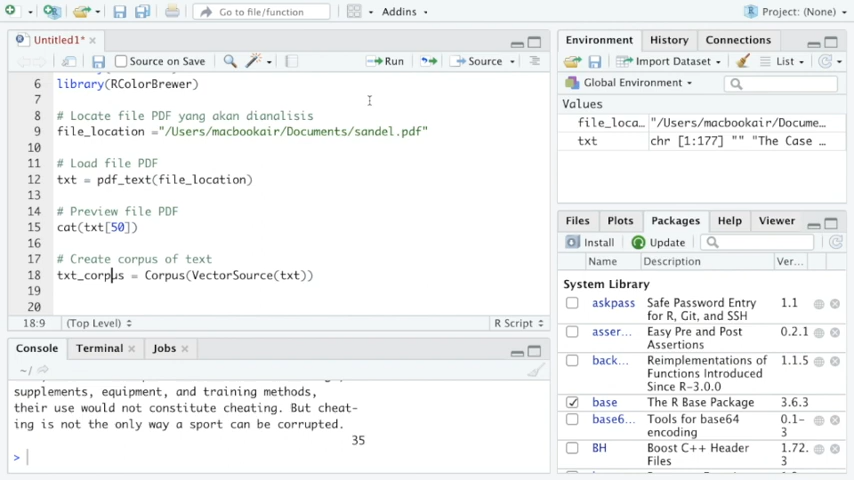 Go to file/function
Addins
Project: (None)
Untitled1*
Source on Save
Run
Source
6 library(RColorBrewer)
7
8 # Locate file PDF yang akan dianalisis
9 file_location ="/Users/macbookair/Documents/sandel.pdf"
10
11 # Load file PDF
12 txt = pdf_text(file_location)
13
14 # Preview file PDF
15 cat(txt[50])
16
17 # Create corpus of text
18 txt_corpus = Corpus(VectorSource(txt))
19
20
18:9 (Top Level) R Script
Console Terminal Jobs
~/
supplements, equipment, and training methods,
their use would not constitute cheating. But cheat-
ing is not the only way a sport can be corrupted.
35
>
Environment History Connections
Import Dataset List
Global Environment
Values
file_loca… "/Users/macbookair/Docume…
txt chr [1:177] "" "The Case …
Files Plots Packages Help Viewer
Install Update
Name Description Ver…
System Library
askpass Safe Password Entry 1.1
for R, Git, and SSH
asser… Easy Pre and Post 0.2.1
Assertions
back… Reimplementations of 1.1.5
Functions Introduced
Since R-3.0.0
base The R Base Package 3.6.3
base6… Tools for base64 0.1-
encoding 3
BH Boost C++ Header 1.72.
Files 3